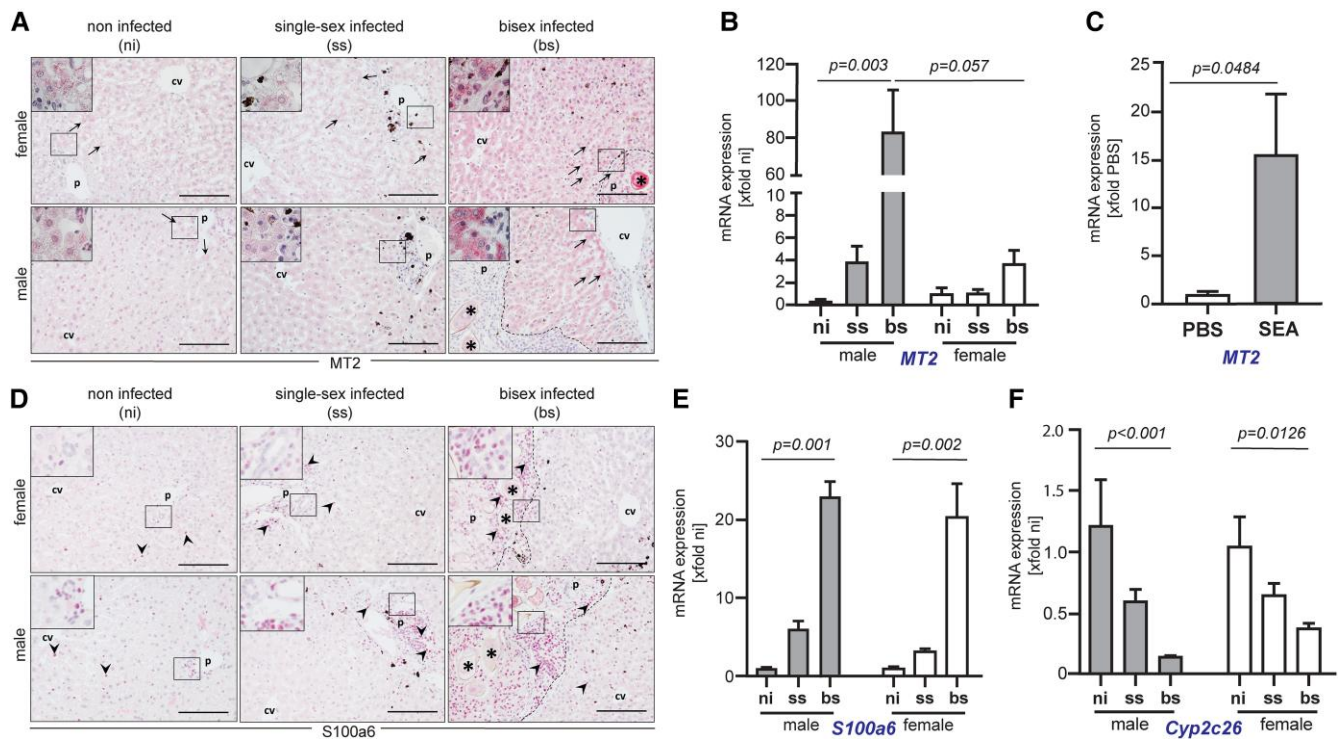 A
non infected
(ni)
single-sex infected
(ss)
bisex infected
(bs)
female
cv
p
p
cv
cv
p
*
male
p
cv
p
cv
cv
p
*
*
MT2
B
mRNA expression
[xfold ni]
120
100
80
60
40
20
6
4
2
0
p=0.003
p=0.057
ni ss bs ni ss bs
male MT2 female
C
mRNA expression
[xfold PBS]
25
20
15
10
5
0
p=0.0484
PBS SEA
MT2
D
non infected
(ni)
single-sex infected
(ss)
bisex infected
(bs)
female
cv
p
p
cv
*
p
*
cv
male
cv
p
p
cv
p
*
*
cv
S100a6
E
mRNA expression
[xfold ni]
30
20
10
0
p=0.001
p=0.002
ni ss bs ni ss bs
male S100a6 female
F
mRNA expression
[xfold ni]
2.0
1.5
1.0
0.5
0.0
p<0.001
p=0.0126
ni ss bs ni ss bs
male Cyp2c26 female